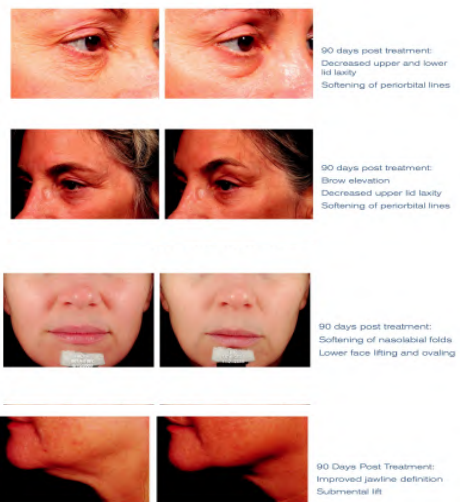 90 days post treatment:
Decreased upper and lower
lid laxity
Softening of periorbital lines
90 days post treatment:
Brow elevation
Decreased upper lid laxity
Softening of periorbital lines
90 days post treatment:
Softening of nasolabial folds
Lower face lifting and ovaling
90 Days Post Treatment:
Improved jawline definition
Submental lift